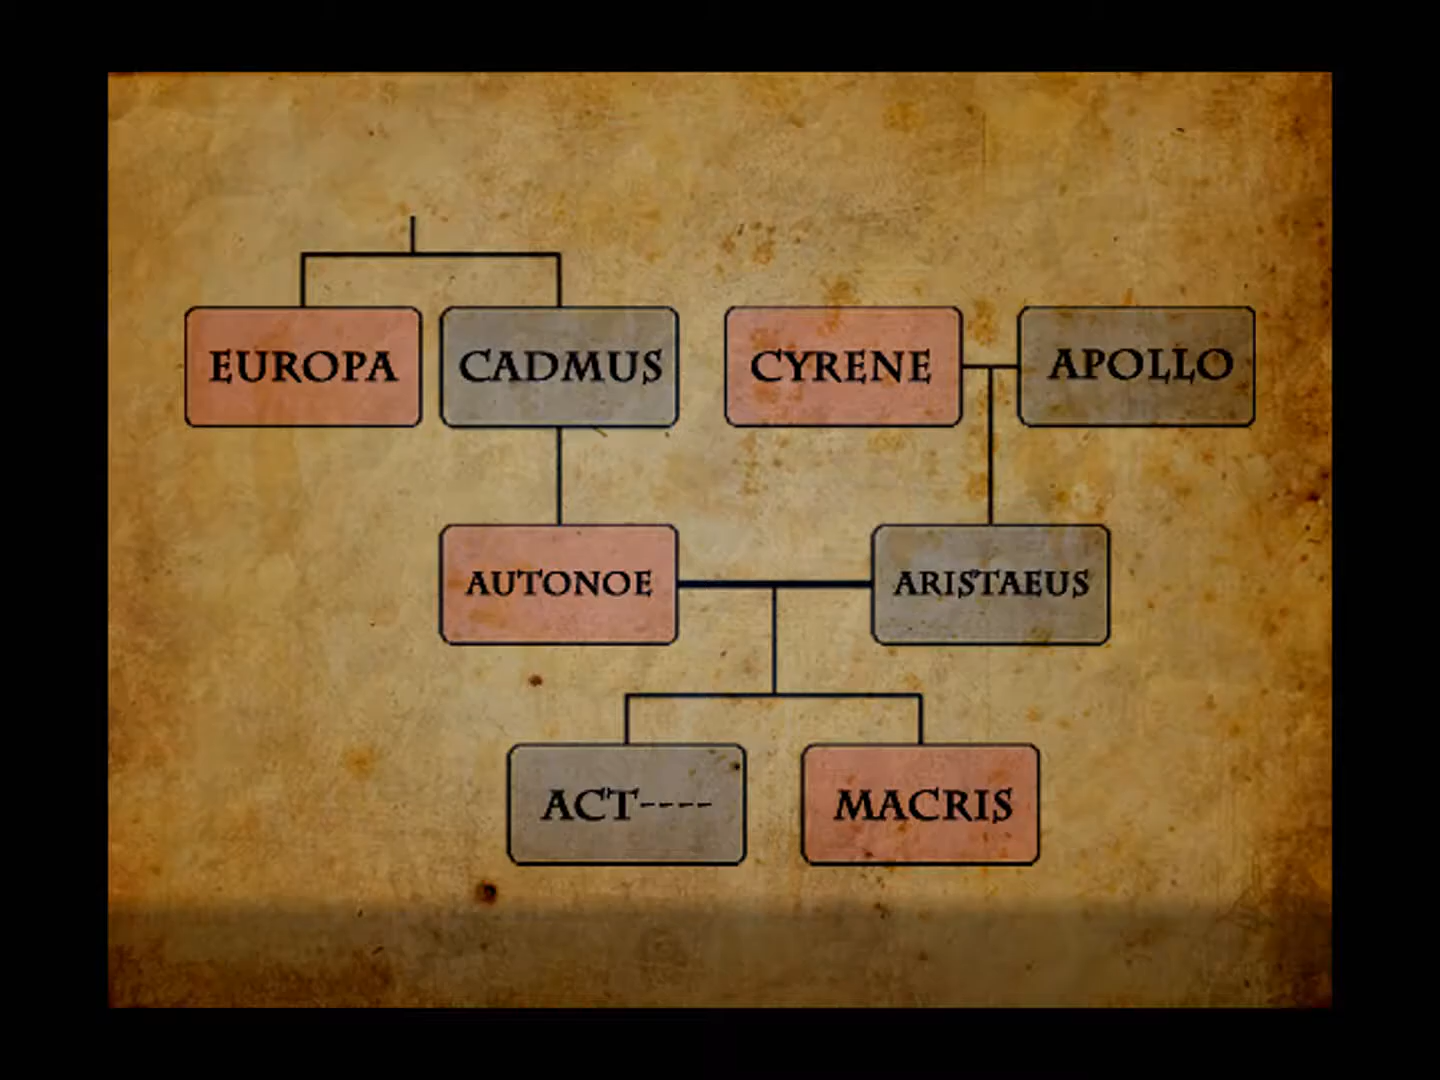 EUROPA
CADMUS
CYRENE
APOLLO
AUTONOE
ARISTAEUS
ACT----
MACRIS